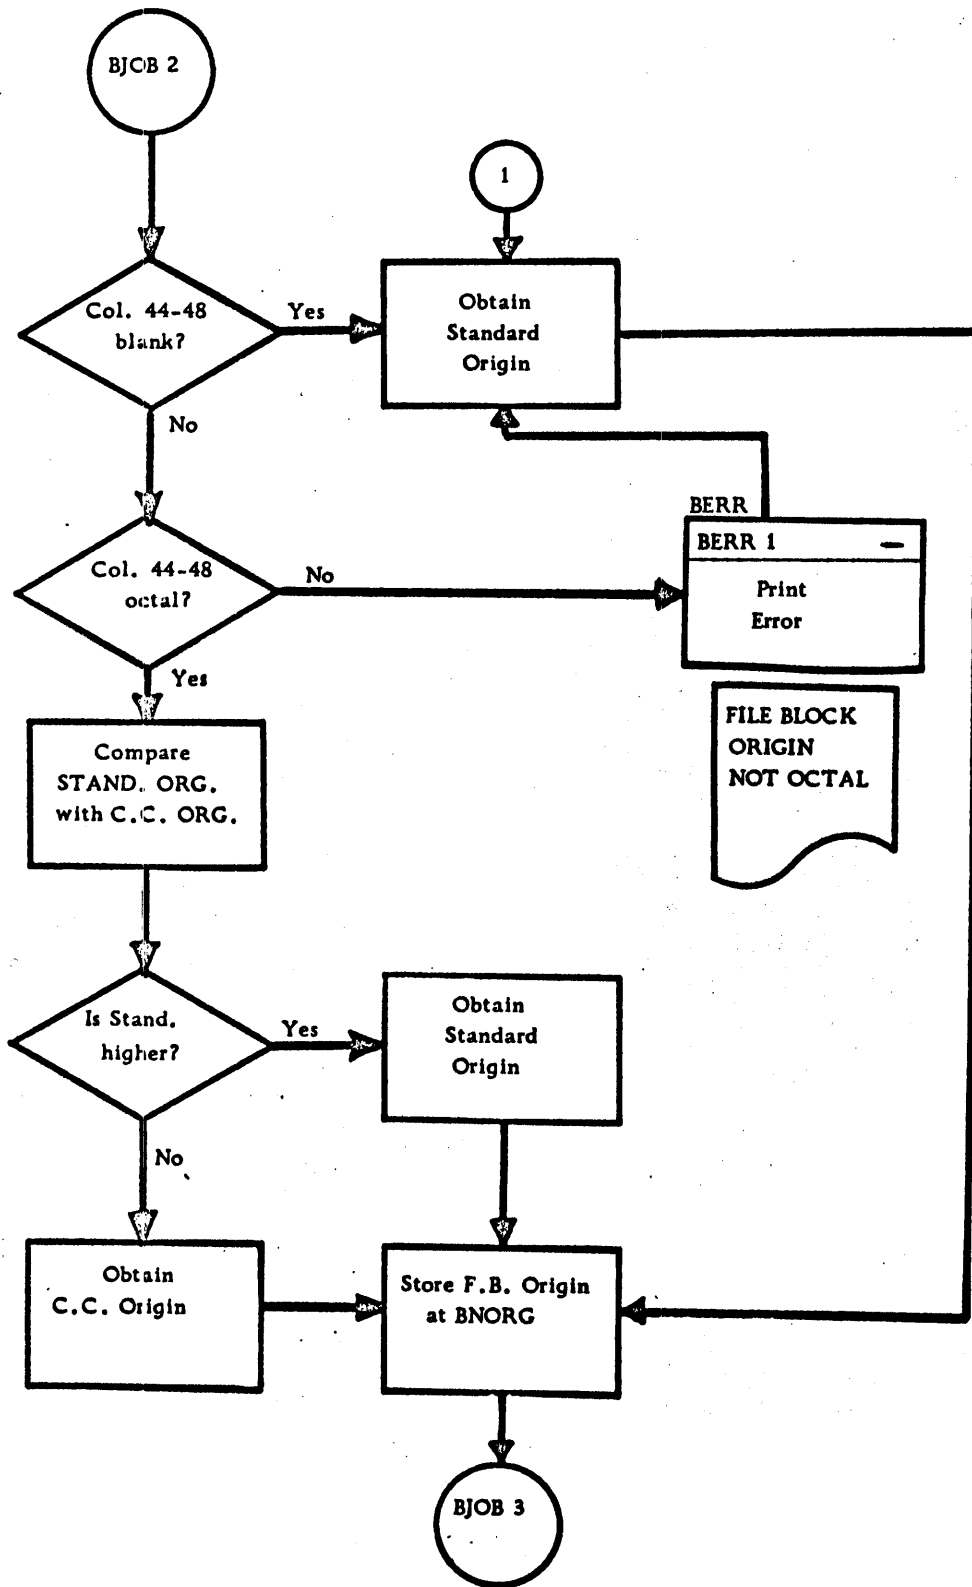 BJOB 2
1
Col. 44-48
blank?
Yes
Obtain
Standard
Origin
No
BERR
BERR 1 —
Col. 44-48
octal?
No
Print
Error
Yes
FILE BLOCK
ORIGIN
NOT OCTAL
Compare
STAND. ORG.
with C.C. ORG.
Is Stand.
higher?
Yes
Obtain
Standard
Origin
No
Obtain
C.C. Origin
Store F.B. Origin
at BNORG
BJOB 3